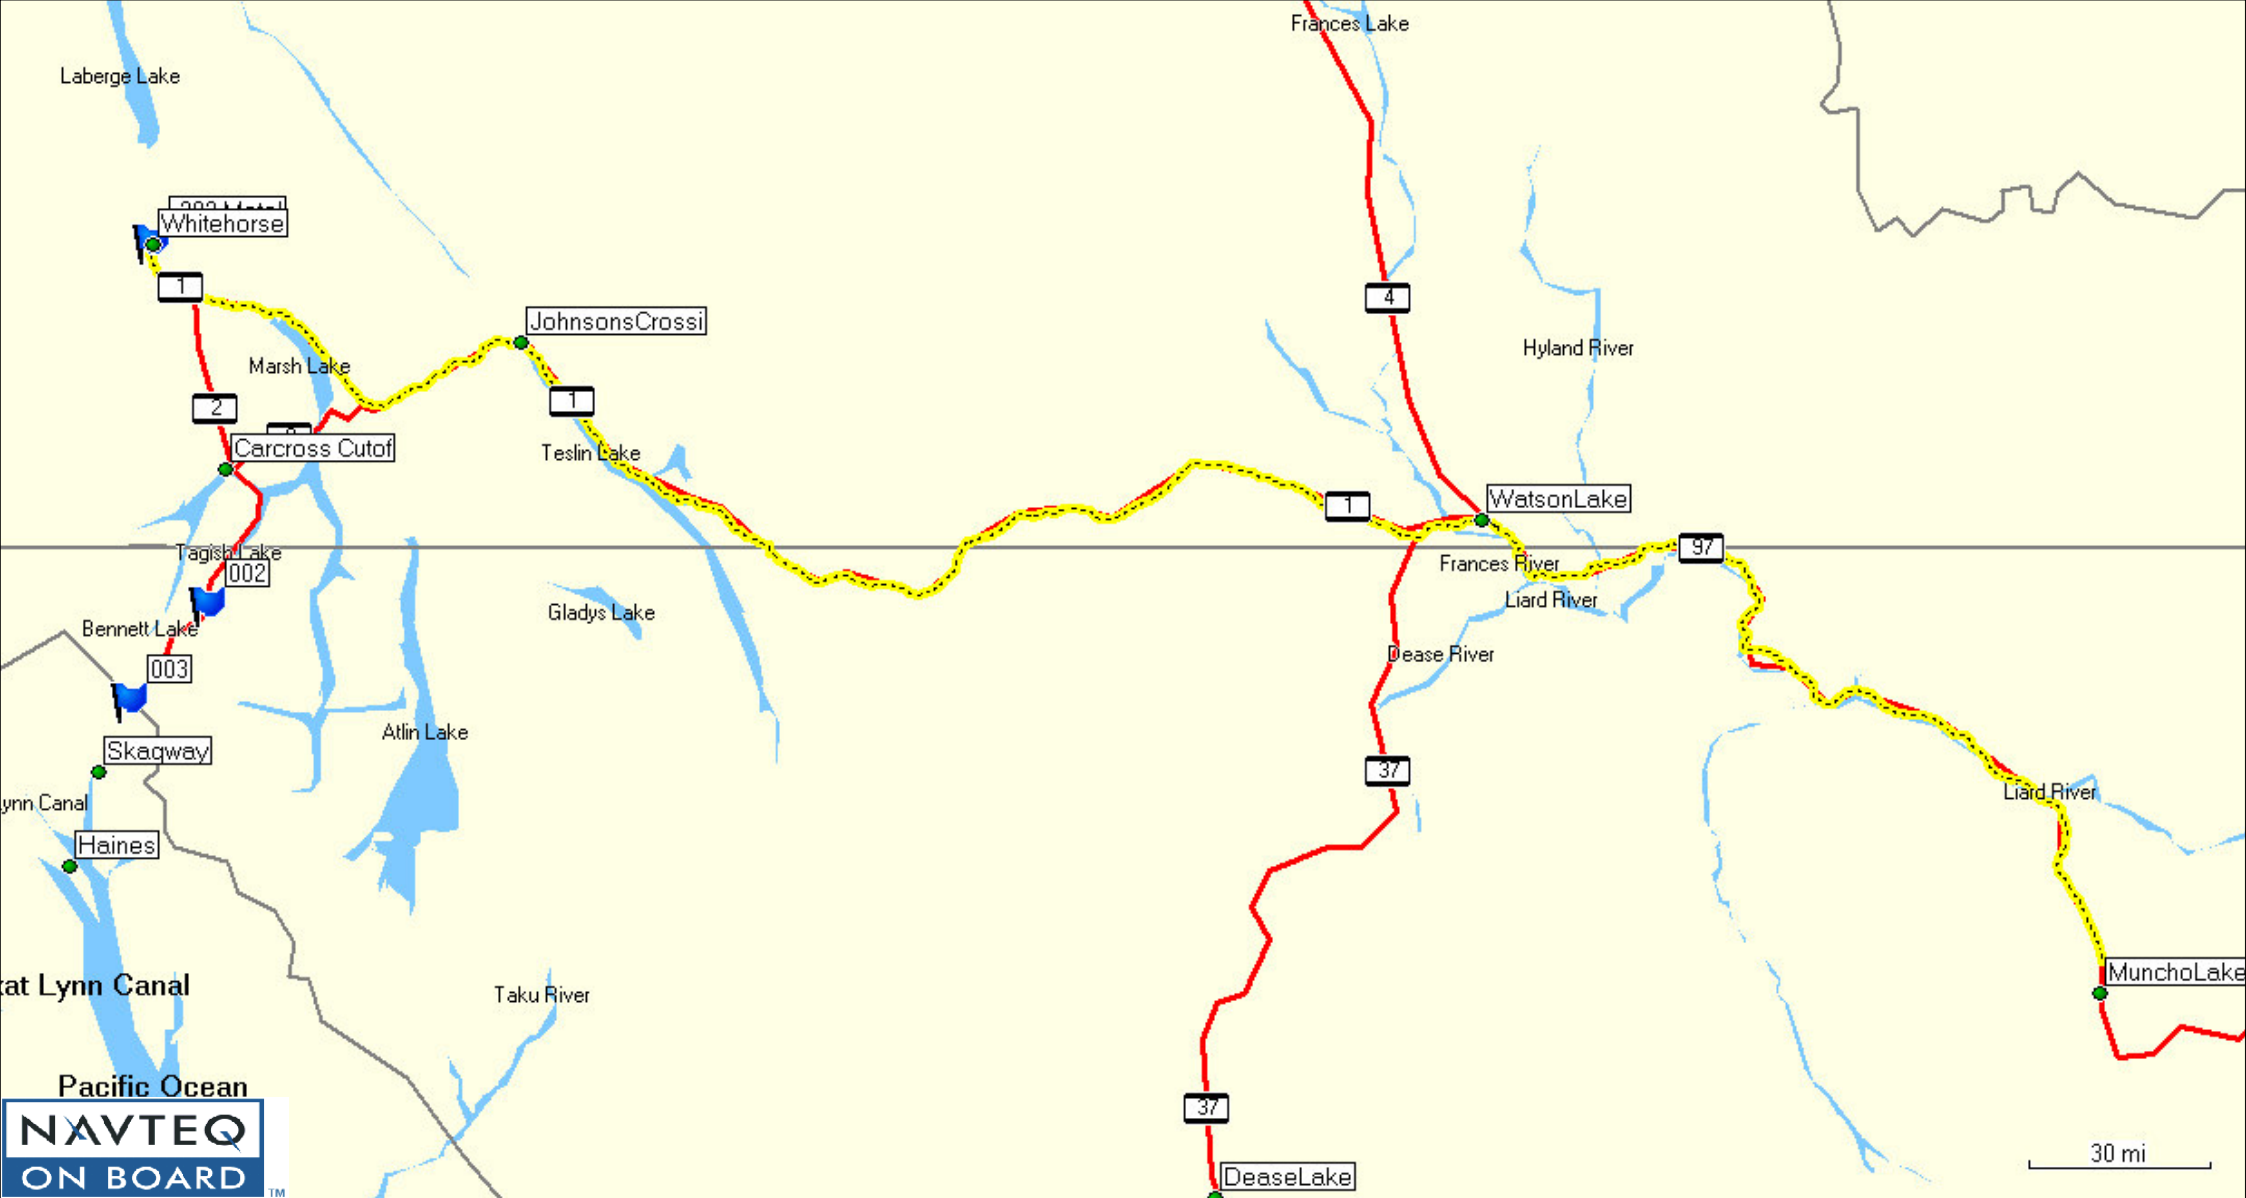 Frances Lake
Laberge Lake
Whitehorse
1
4
JohnsonsCrossi
Hyland River
Marsh Lake
1
2
Carcross Cutof
Teslin Lake
WatsonLake
1
97
Tagish Lake
002
Frances River
Liard River
Gladys Lake
Bennett Lake
Dease River
003
Atlin Lake
Skagway
37
Liard River
ynn Canal
Haines
MunchoLake
at Lynn Canal
Taku River
Pacific Ocean
37
NAVTEQ
ON BOARD
TM
30 mi
DeaseLake